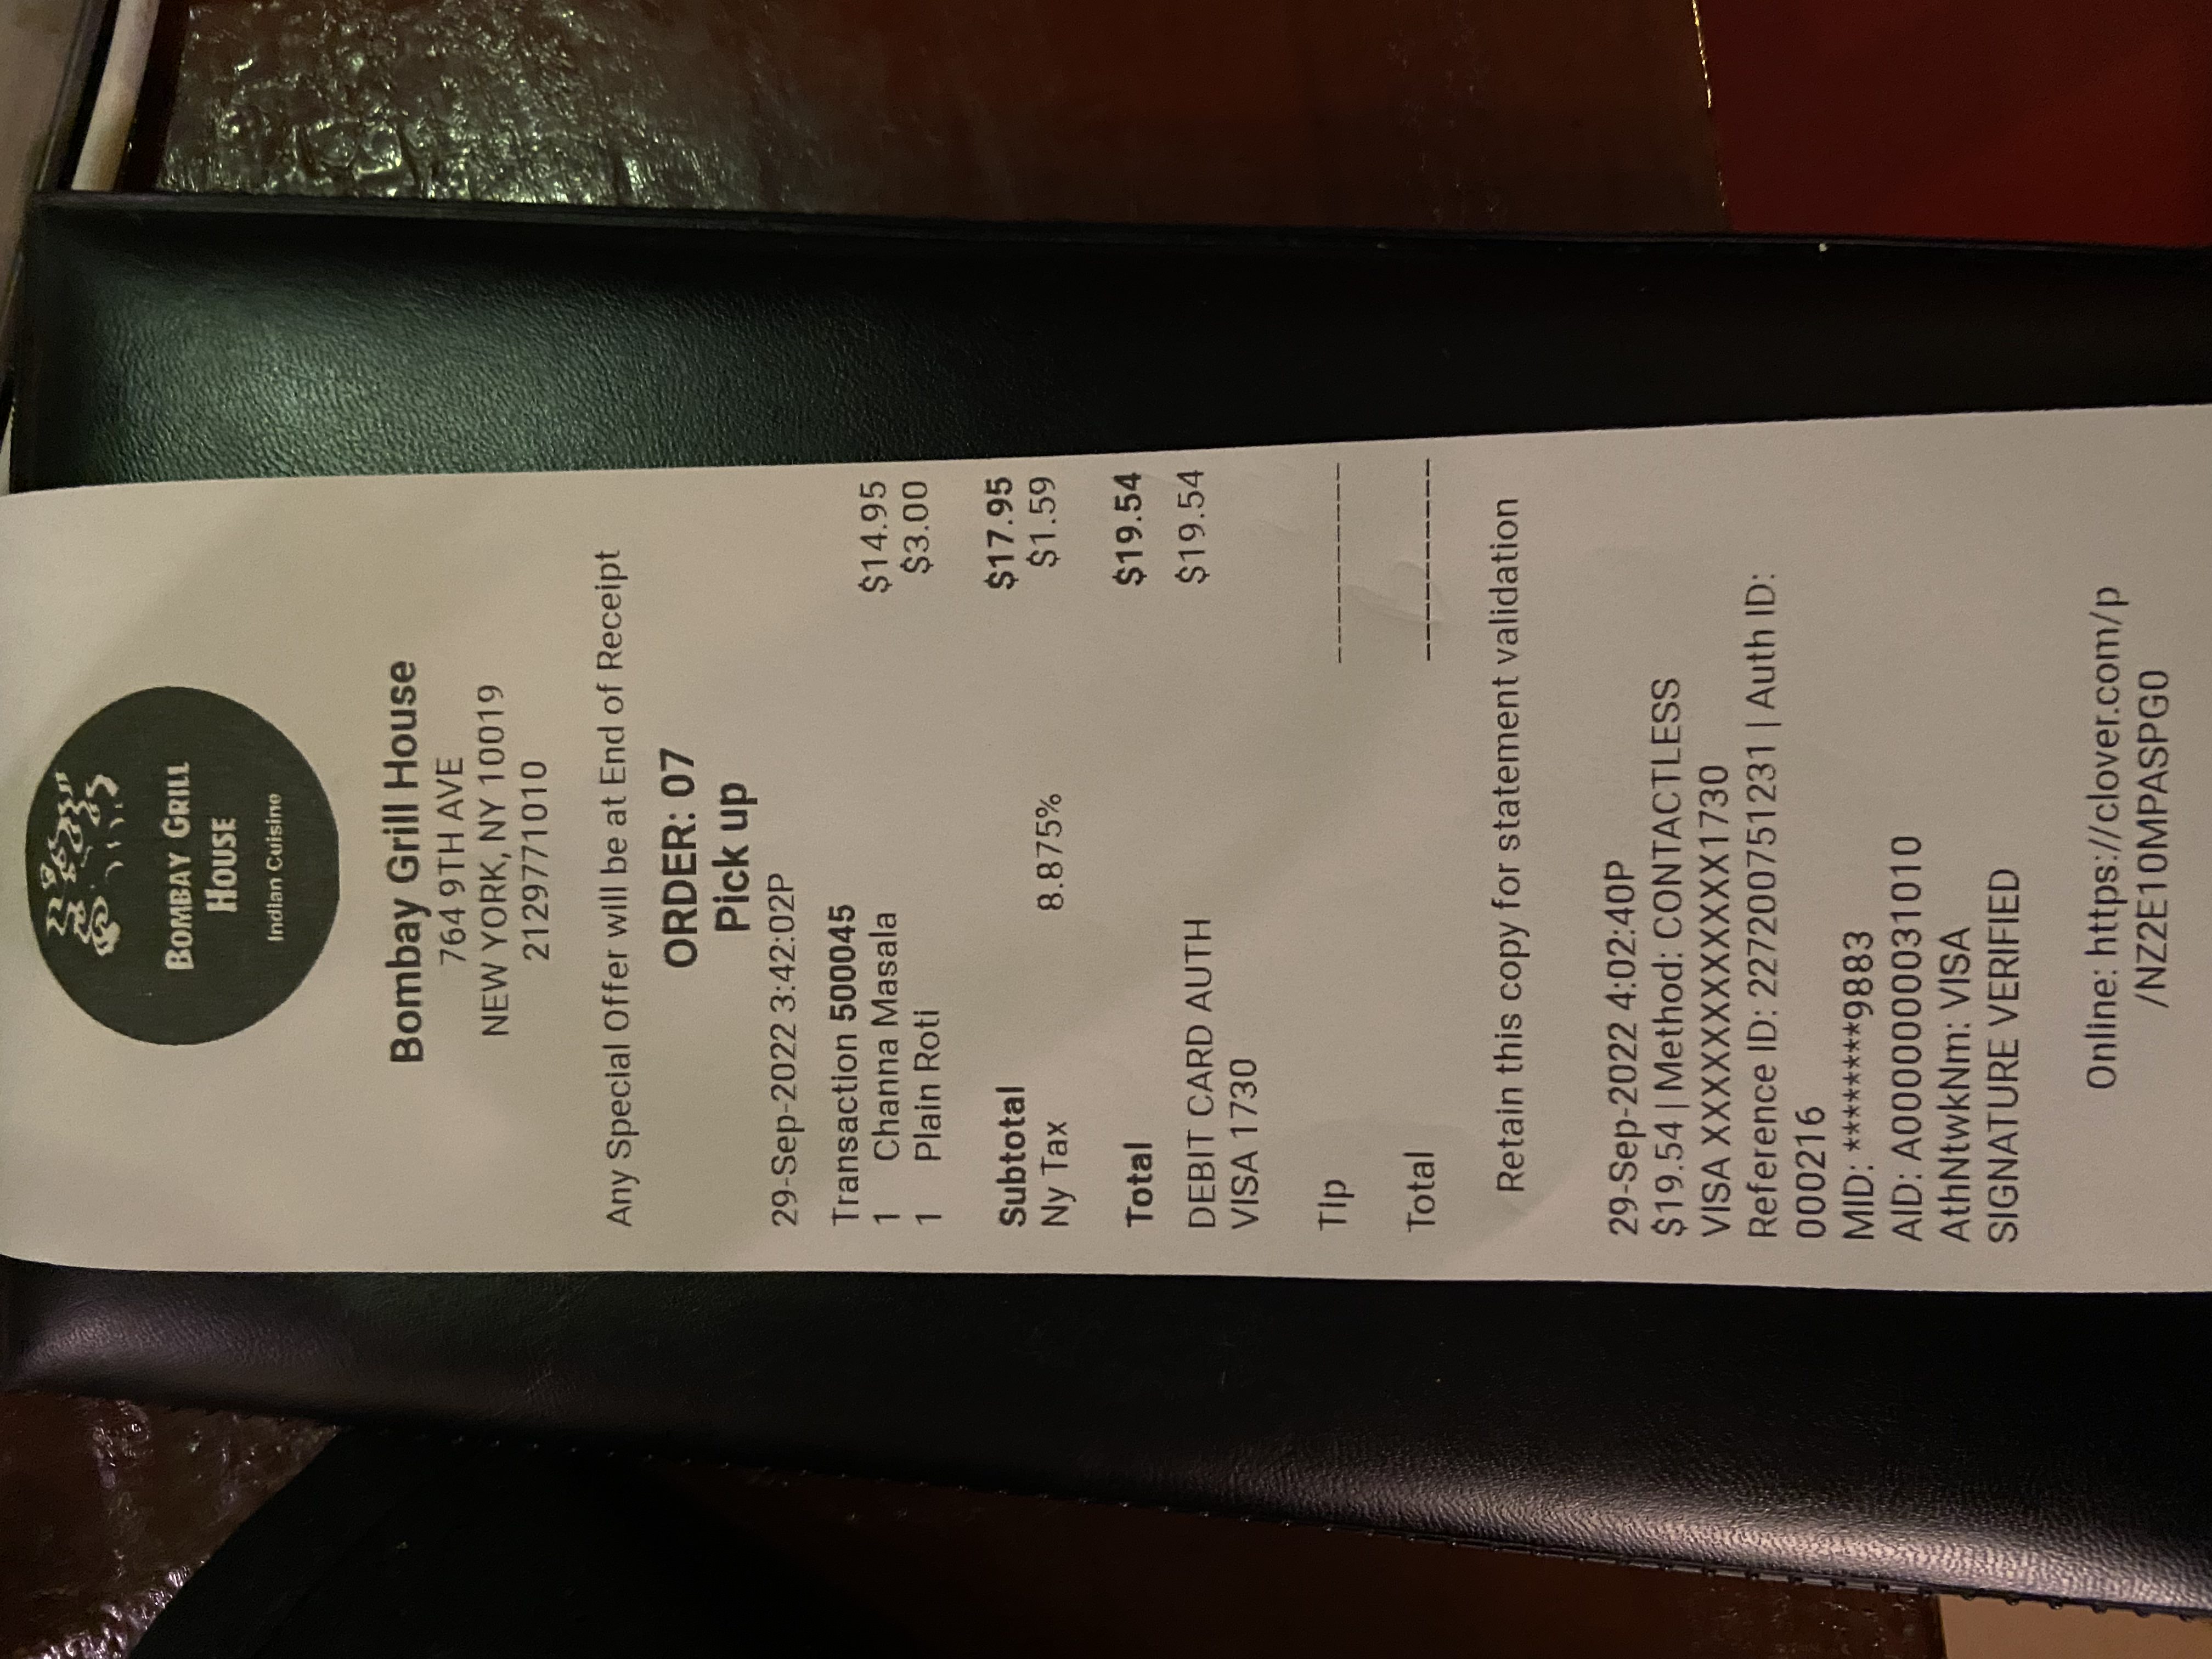 BOMBAY GRILL
HOUSE
Indian Cuisine
Bombay Grill House
764 9TH AVE
NEW YORK, NY 10019
2129771010
Any Special Offer will be at End of Receipt
ORDER: 07
Pick up
29-Sep-2022 3:42:02P
Transaction 500045
1 Channa Masala $14.95
1 Plain Roti $3.00
Subtotal $17.95
Ny Tax 8.875% $1.59
Total $19.54
DEBIT CARD AUTH $19.54
VISA 1730
Tip __________
Total __________
Retain this copy for statement validation
29-Sep-2022 4:02:40P
$19.54 | Method: CONTACTLESS
VISA XXXXXXXXXXXX1730
Reference ID: 227200751231 | Auth ID:
000216
MID: ********9883
AID: A0000000031010
AthNtwkNm: VISA
SIGNATURE VERIFIED
Online: https://clover.com/p
/NZ2E10MPASPG0